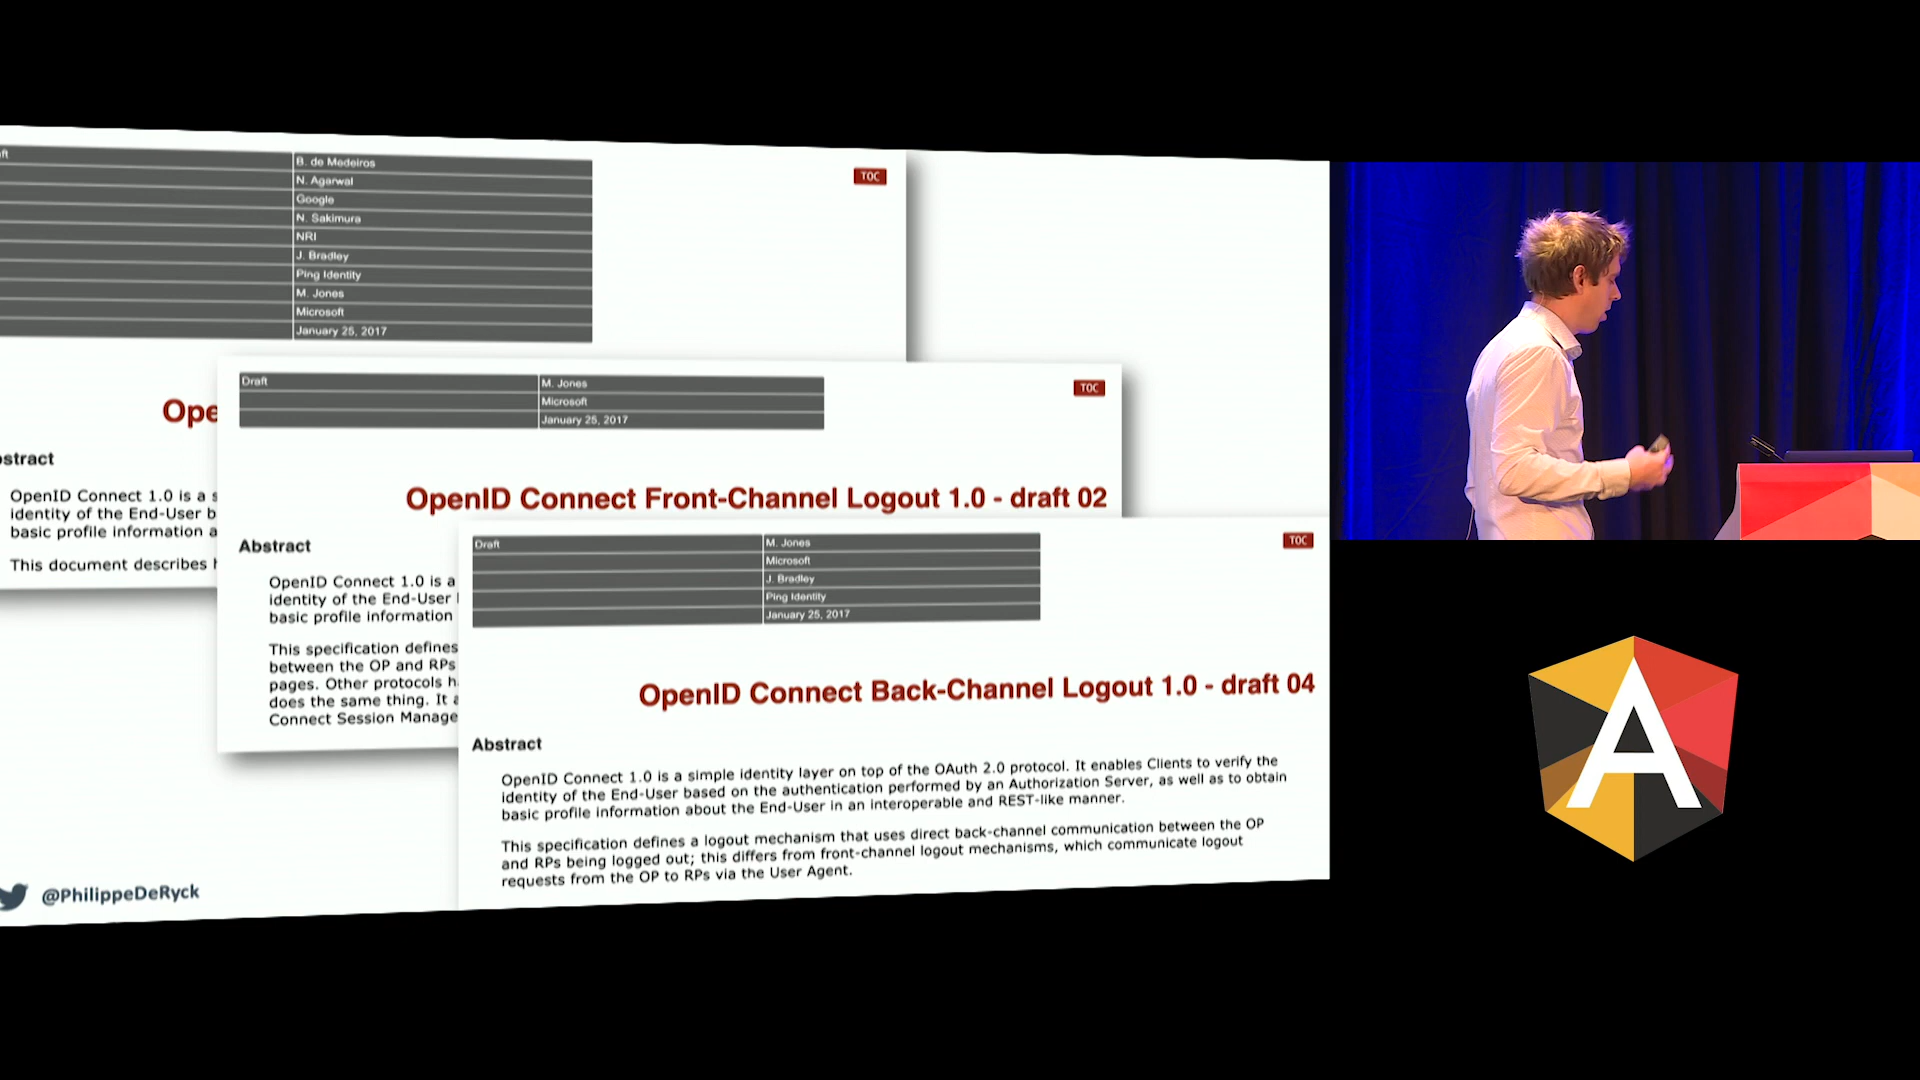 ft
B. de Medeiros
N. Agarwal
Google
N. Sakimura
NRI
J. Bradley
Ping Identity
M. Jones
Microsoft
January 25, 2017
TOC
Ope
ostract
OpenID Connect 1.0 is a s
identity of the End-User b
basic profile information a
This document describes h
Draft
M. Jones
Microsoft
January 25, 2017
TOC
OpenID Connect Front-Channel Logout 1.0 - draft 02
Abstract
OpenID Connect 1.0 is a
identity of the End-User
basic profile information
This specification defines
between the OP and RPs
pages. Other protocols h
does the same thing. It a
Connect Session Manage
Draft
M. Jones
Microsoft
J. Bradley
Ping Identity
January 25, 2017
TOC
OpenID Connect Back-Channel Logout 1.0 - draft 04
Abstract
OpenID Connect 1.0 is a simple identity layer on top of the OAuth 2.0 protocol. It enables Clients to verify the
identity of the End-User based on the authentication performed by an Authorization Server, as well as to obtain
basic profile information about the End-User in an interoperable and REST-like manner.
This specification defines a logout mechanism that uses direct back-channel communication between the OP
and RPs being logged out; this differs from front-channel logout mechanisms, which communicate logout
requests from the OP to RPs via the User Agent.
@PhilippeDeRyck
A